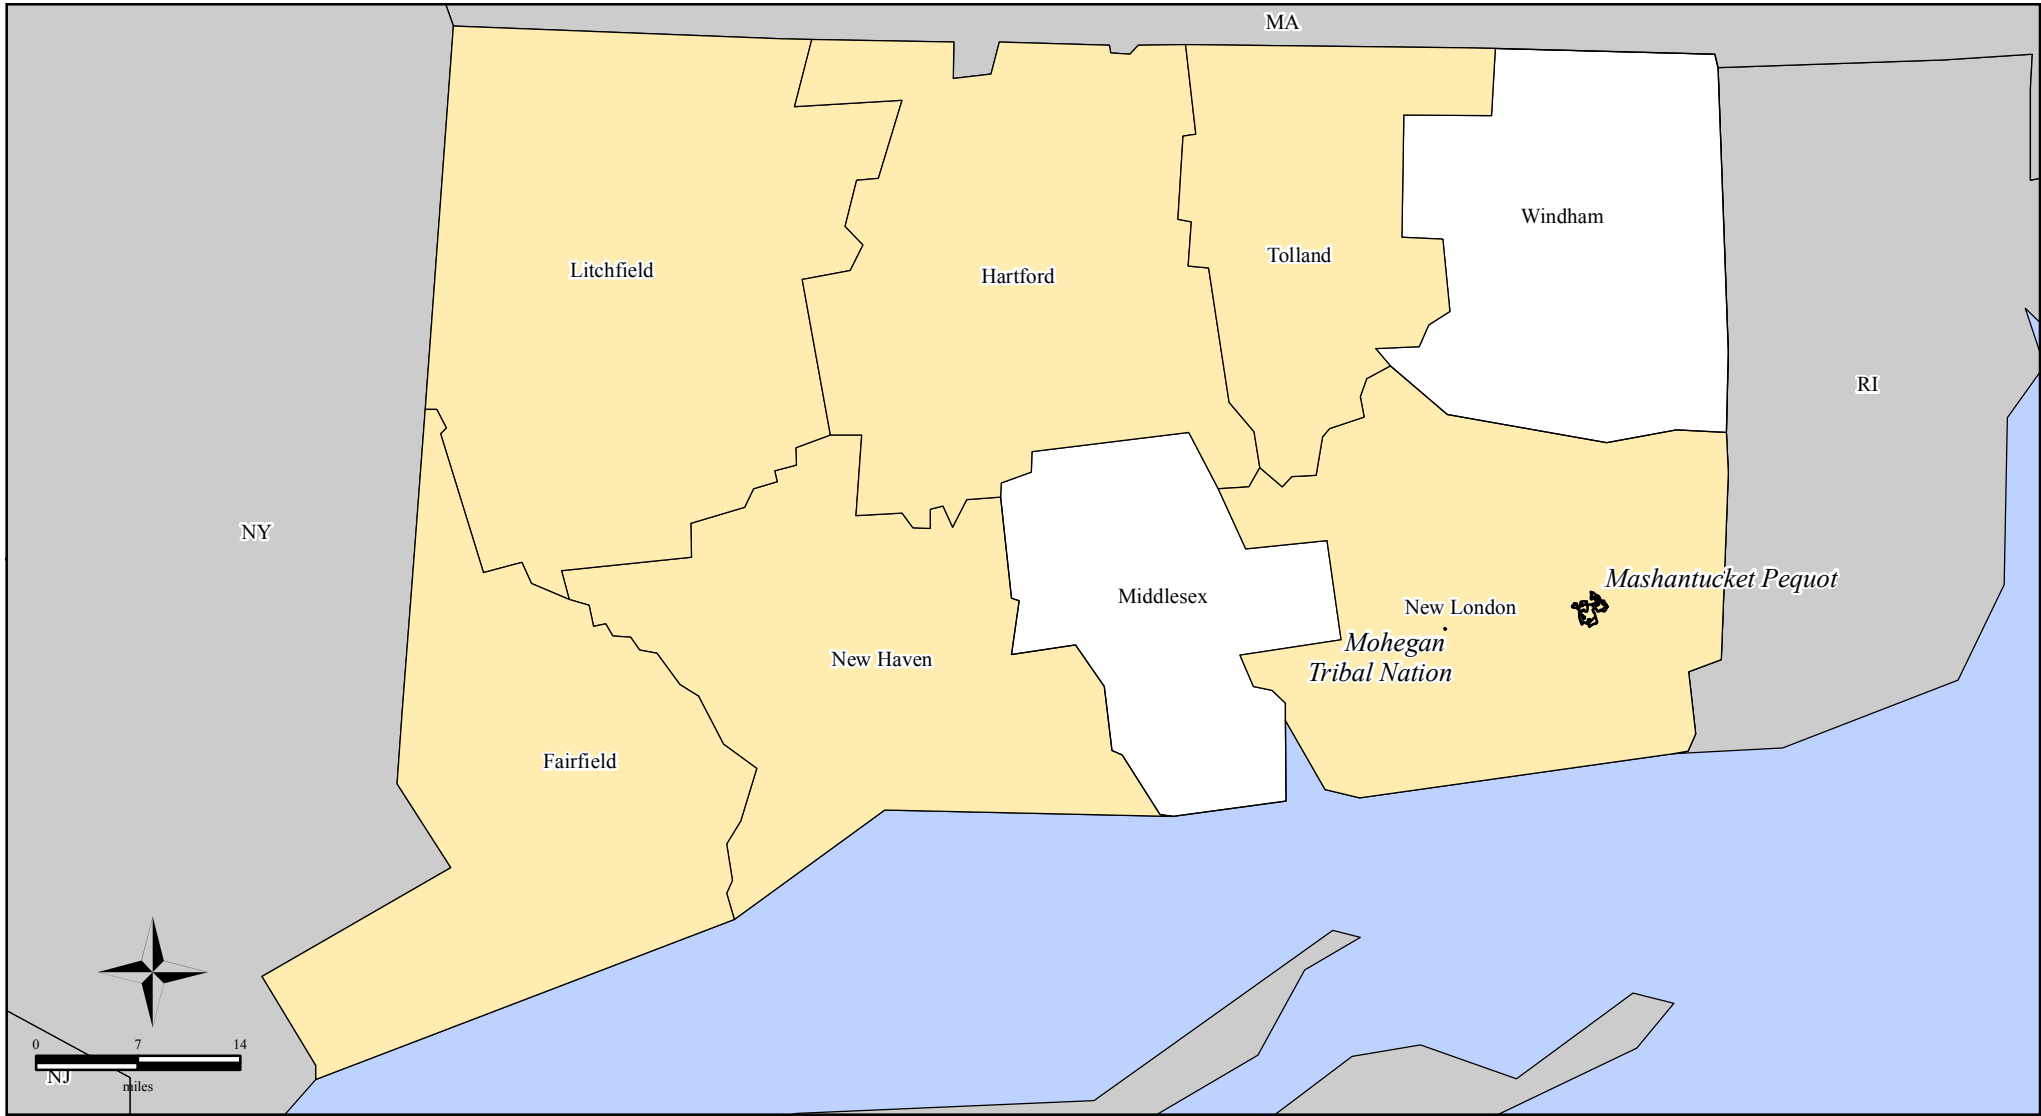 MA
Windham
Tolland
Litchfield
Hartford
RI
NY
Mashantucket Pequot
Middlesex
New London
Mohegan
Tribal Nation
New Haven
Fairfield
0 7 14
NJ
miles